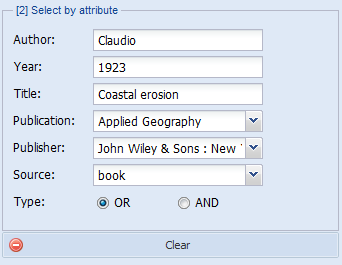 [2] Select by attribute
Author: Claudio
Year: 1923
Title: Coastal erosion
Publication: Applied Geography
Publisher: John Wiley & Sons : New
Source: book
Type: OR AND
Clear